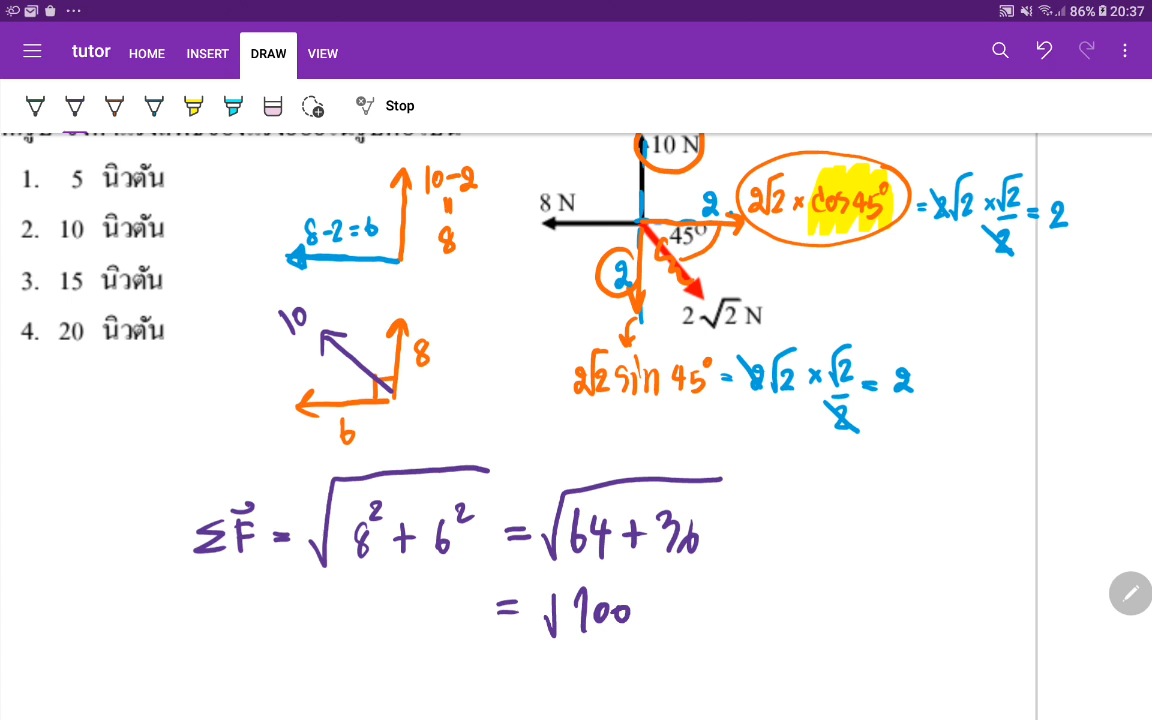 86% 20:37
tutor HOME INSERT DRAW VIEW
Stop
1. 5 นิวตัน
2. 10 นิวตัน
3. 15 นิวตัน
4. 20 นิวตัน
10-2
"
8
8-2=6
10 N
8 N
2
2√2 × cos 45° = 2√2 × √2/2 = 2
45°
2
2√2 N
2√2 sin 45° = 2√2 × √2/2 = 2
10
8
6
ΣF⃗ = √8² + 6² = √64 + 36
= √100